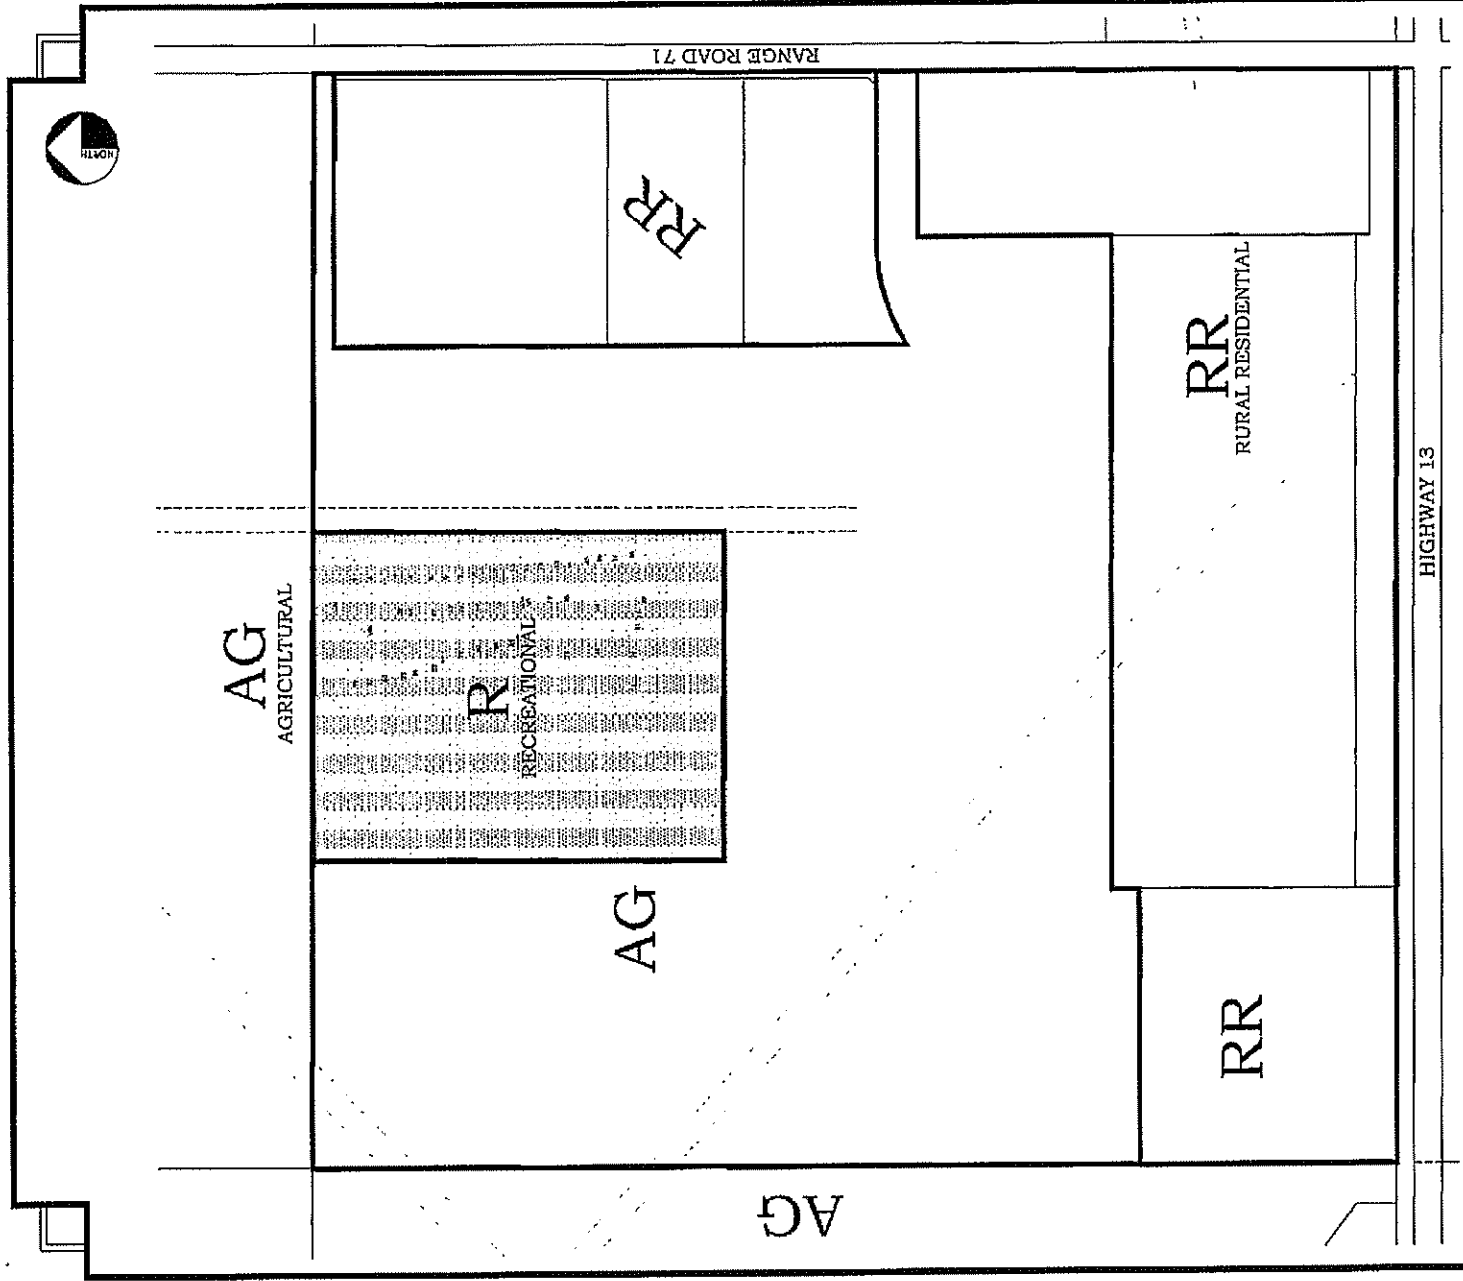 NORTH
RANGE ROAD 71
RR
AG
AGRICULTURAL
R
RECREATIONAL
RR
RURAL RESIDENTIAL
AG
RR
AG
HIGHWAY 13